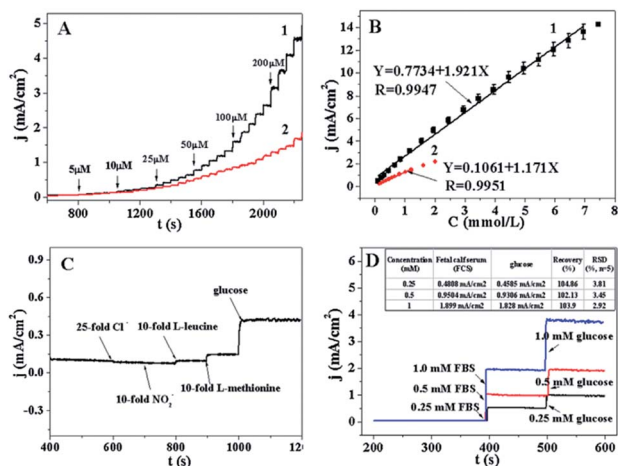 A
j (mA/cm²)
5
4
3
2
1
0
1
2
5μM
10μM
25μM
50μM
100μM
200μM
600 1200 1800 2400
t (s)
B
j (mA/cm²)
14
12
10
8
6
4
2
0
1
Y=0.7734+1.921X
R=0.9947
2
Y=0.1061+1.171X
R=0.9951
0 1 2 3 4 5 6 7 8
C (mmol/L)
C
j (mA/cm²)
0.9
0.6
0.3
0.0
-0.3
glucose
25-fold Cl⁻
10-fold L-leucine
10-fold NO₂⁻
10-fold L-methionine
400 600 800 1000 120
t (s)
D
j (mA/cm²)
Concentration (mM) Fetal calf serum (FCS) glucose Recovery (%) RSD (%, n=5)
0.25 0.4808 mA/cm2 0.4585 mA/cm2 104.86 3.81
0.5 0.9504 mA/cm2 0.9306 mA/cm2 102.13 3.45
1 1.899 mA/cm2 1.828 mA/cm2 103.9 2.92
4
3
2
1
0
1.0 mM glucose
1.0 mM FBS
0.5 mM FBS
0.5 mM glucose
0.25 mM FBS
0.25 mM glucose
200 300 400 500 600
t (s)